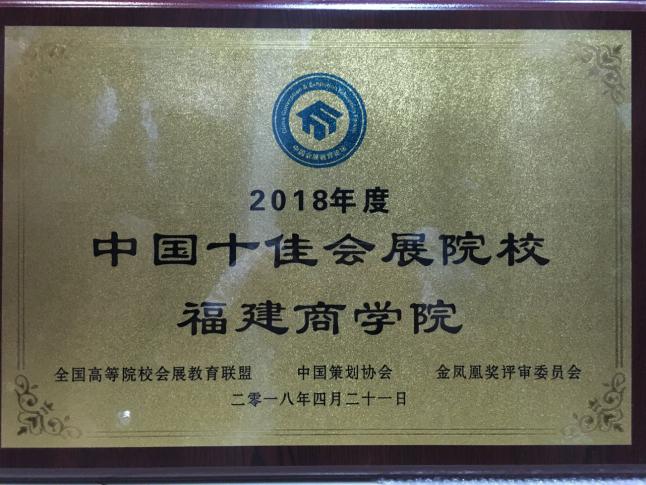 2018年度
中国十佳会展院校
福建商学院
全国高等院校会展教育联盟 中国策划协会 金凤凰奖评审委员会
二零一八年四月二十一日